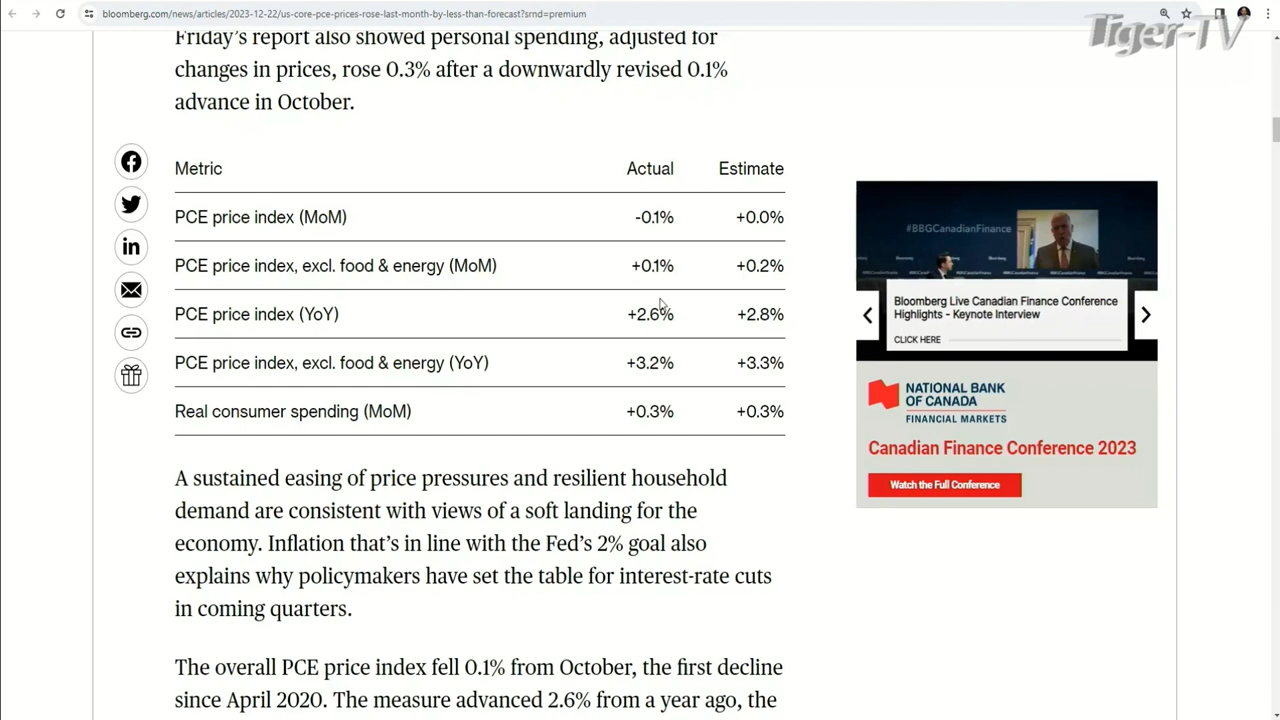 bloomberg.com/news/articles/2023-12-22/us-core-pce-prices-rose-last-month-by-less-than-forecast?srnd=premium
Tiger-TV
Friday's report also showed personal spending, adjusted for
changes in prices, rose 0.3% after a downwardly revised 0.1%
advance in October.
Metric Actual Estimate
PCE price index (MoM) -0.1% +0.0%
PCE price index, excl. food & energy (MoM) +0.1% +0.2%
PCE price index (YoY) +2.6% +2.8%
PCE price index, excl. food & energy (YoY) +3.2% +3.3%
Real consumer spending (MoM) +0.3% +0.3%
A sustained easing of price pressures and resilient household
demand are consistent with views of a soft landing for the
economy. Inflation that's in line with the Fed's 2% goal also
explains why policymakers have set the table for interest-rate cuts
in coming quarters.
The overall PCE price index fell 0.1% from October, the first decline
since April 2020. The measure advanced 2.6% from a year ago, the
#BBGCanadianFinance
Bloomberg Live Canadian Finance Conference
Highlights - Keynote Interview
CLICK HERE
NATIONAL BANK
OF CANADA
FINANCIAL MARKETS
Canadian Finance Conference 2023
Watch the Full Conference